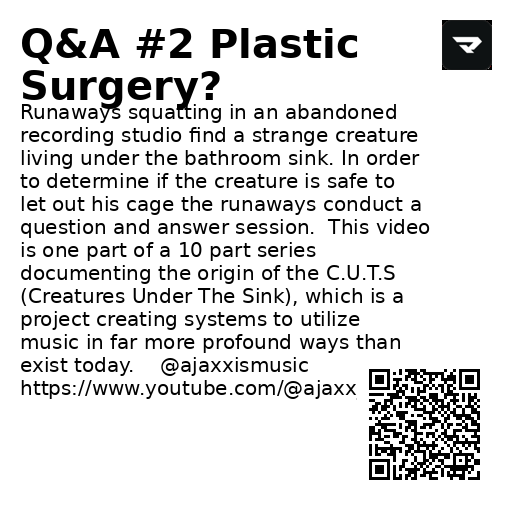 Q&A #2 Plastic
Surgery?
Runaways squatting in an abandoned
recording studio find a strange creature
living under the bathroom sink. In order
to determine if the creature is safe to
let out his cage the runaways conduct a
question and answer session.  This video
is one part of a 10 part series
documenting the origin of the C.U.T.S
(Creatures Under The Sink), which is a
project creating systems to utilize
music in far more profound ways than
exist today.    @ajaxxismusic
https://www.youtube.com/@ajaxx